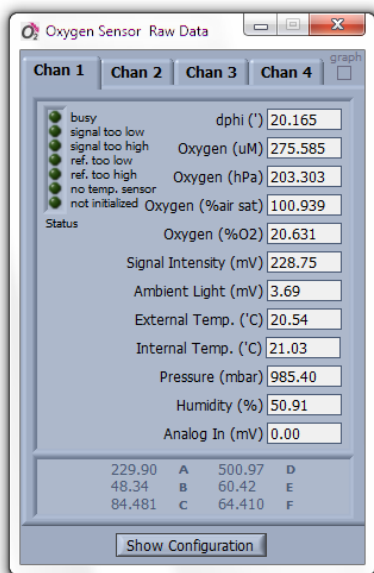 O2 Oxygen Sensor Raw Data
Chan 1 Chan 2 Chan 3 Chan 4 graph
busy
signal too low
signal too high
ref. too low
ref. too high
no temp. sensor
not initialized
Status
dphi (') 20.165
Oxygen (uM) 275.585
Oxygen (hPa) 203.303
Oxygen (%air sat) 100.939
Oxygen (%O2) 20.631
Signal Intensity (mV) 228.75
Ambient Light (mV) 3.69
External Temp. ('C) 20.54
Internal Temp. ('C) 21.03
Pressure (mbar) 985.40
Humidity (%) 50.91
Analog In (mV) 0.00
229.90 A 500.97 D
48.34 B 60.42 E
84.481 C 64.410 F
Show Configuration